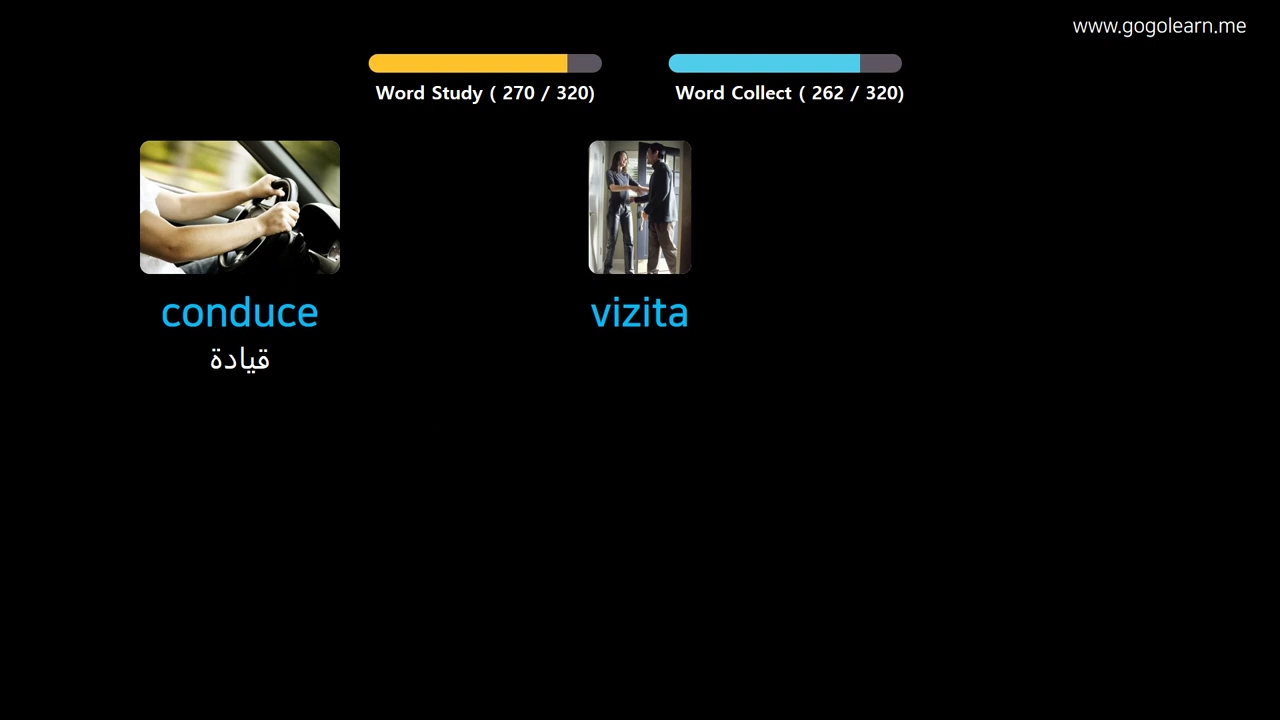 www.gogolearn.me
Word Study ( 270 / 320)
Word Collect ( 262 / 320)
conduce
قيادة
vizita